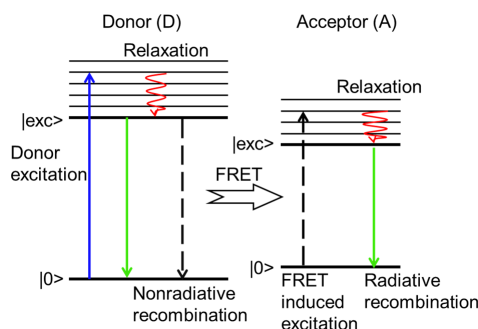 Donor (D)
Relaxation
|exc>
Donor
excitation
|0>
Nonradiative
recombination
FRET
Acceptor (A)
Relaxation
|exc>
|0>
FRET
induced
excitation
Radiative
recombination